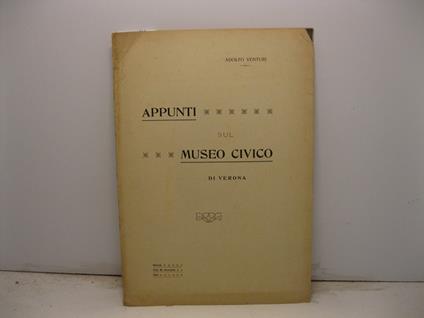 ADOLFO VENTURI
APPUNTI
SUL
MUSEO CIVICO
DI VERONA